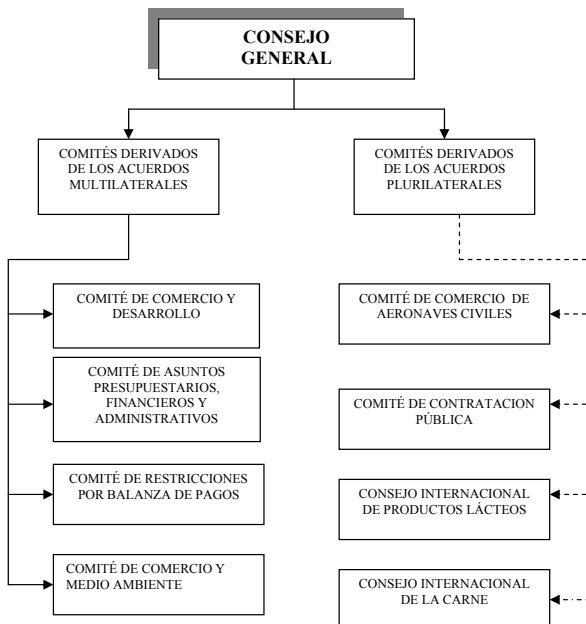 CONSEJO
GENERAL
COMITÉS DERIVADOS
DE LOS ACUERDOS
MULTILATERALES
COMITÉS DERIVADOS
DE LOS ACUERDOS
PLURILATERALES
COMITÉ DE COMERCIO Y
DESARROLLO
COMITÉ DE ASUNTOS
PRESUPUESTARIOS,
FINANCIEROS Y
ADMINISTRATIVOS
COMITÉ DE RESTRICCIONES
POR BALANZA DE PAGOS
COMITÉ DE COMERCIO Y
MEDIO AMBIENTE
COMITÉ DE COMERCIO DE
AERONAVES CIVILES
COMITÉ DE CONTRATACION
PÚBLICA
CONSEJO INTERNACIONAL
DE PRODUCTOS LÁCTEOS
CONSEJO INTERNACIONAL
DE LA CARNE